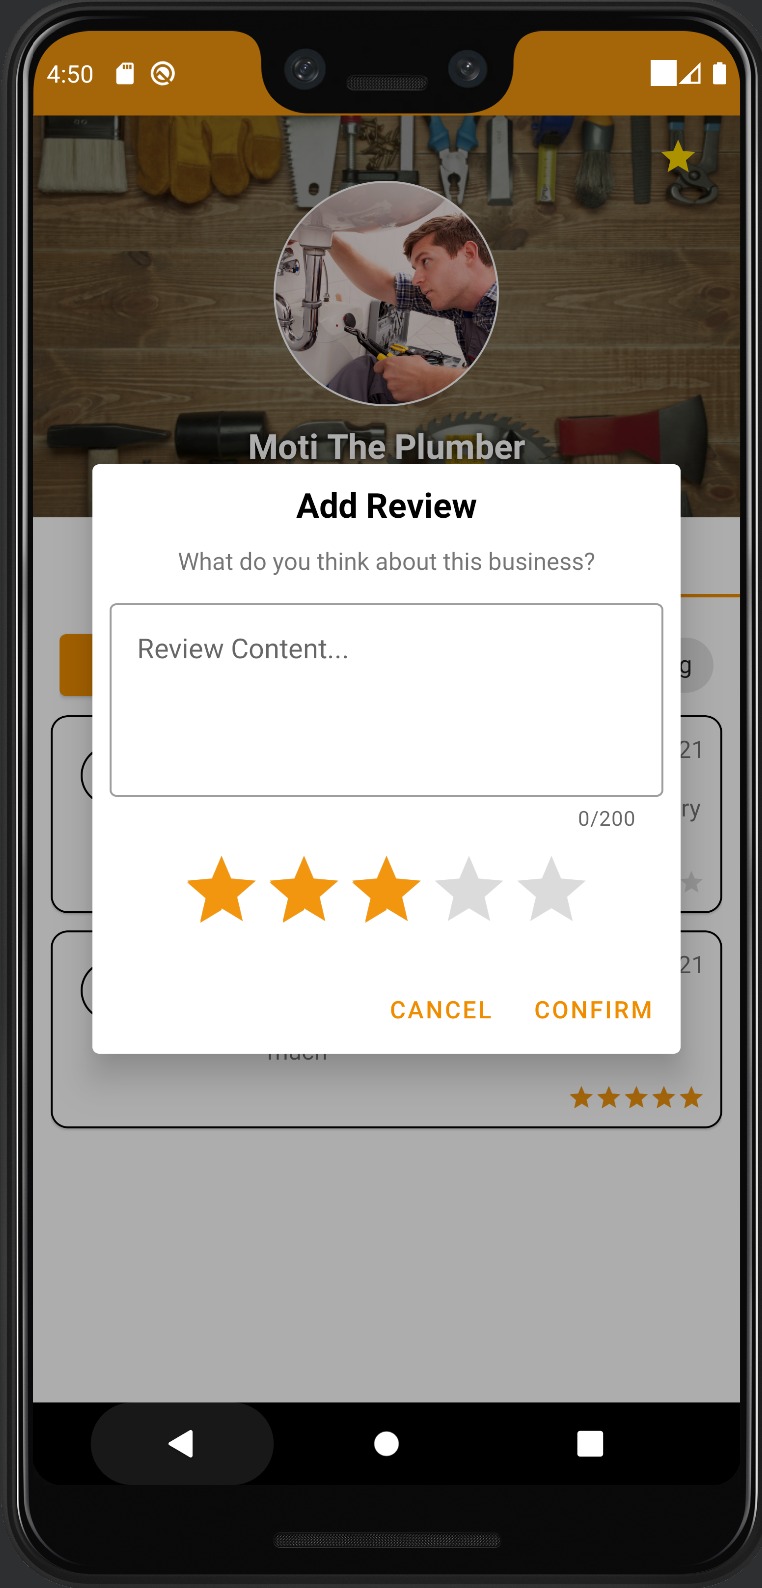 4:50
Moti The Plumber
Add Review
What do you think about this business?
Review Content...
g
21
ry
0/200
21
CANCEL CONFIRM
much